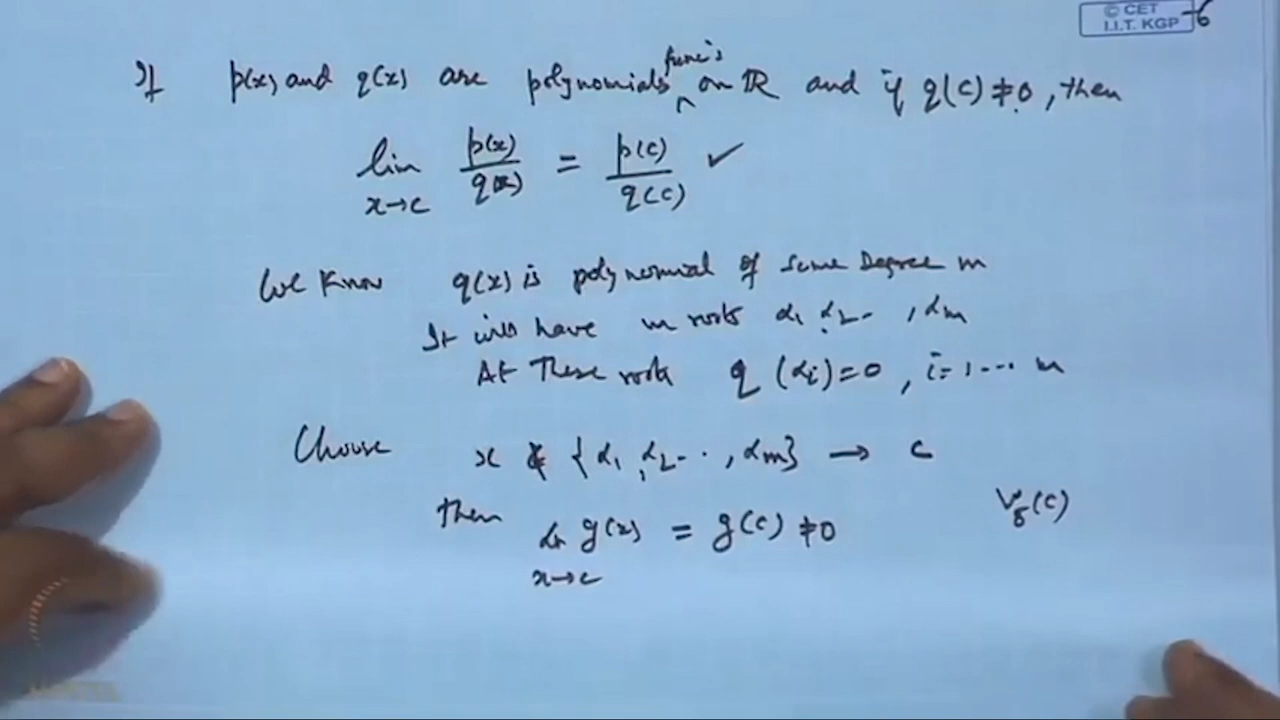 © CET
I.I.T. KGP
6
If p(x) and q(x) are polynomials func's on ℝ and if q(c) ≠ 0, then
lim x→c p(x)/q(x) = p(c)/q(c) ✓
We know q(x) is polynomial of some degree m
It will have m roots α1 α2 - , αm
At these roots q(αi) = 0, i = 1 --- m
Choose x ∉ {α1, α2 - - , αm} → c
then lt x→c g(x) = g(c) ≠ 0
Vδ(c)